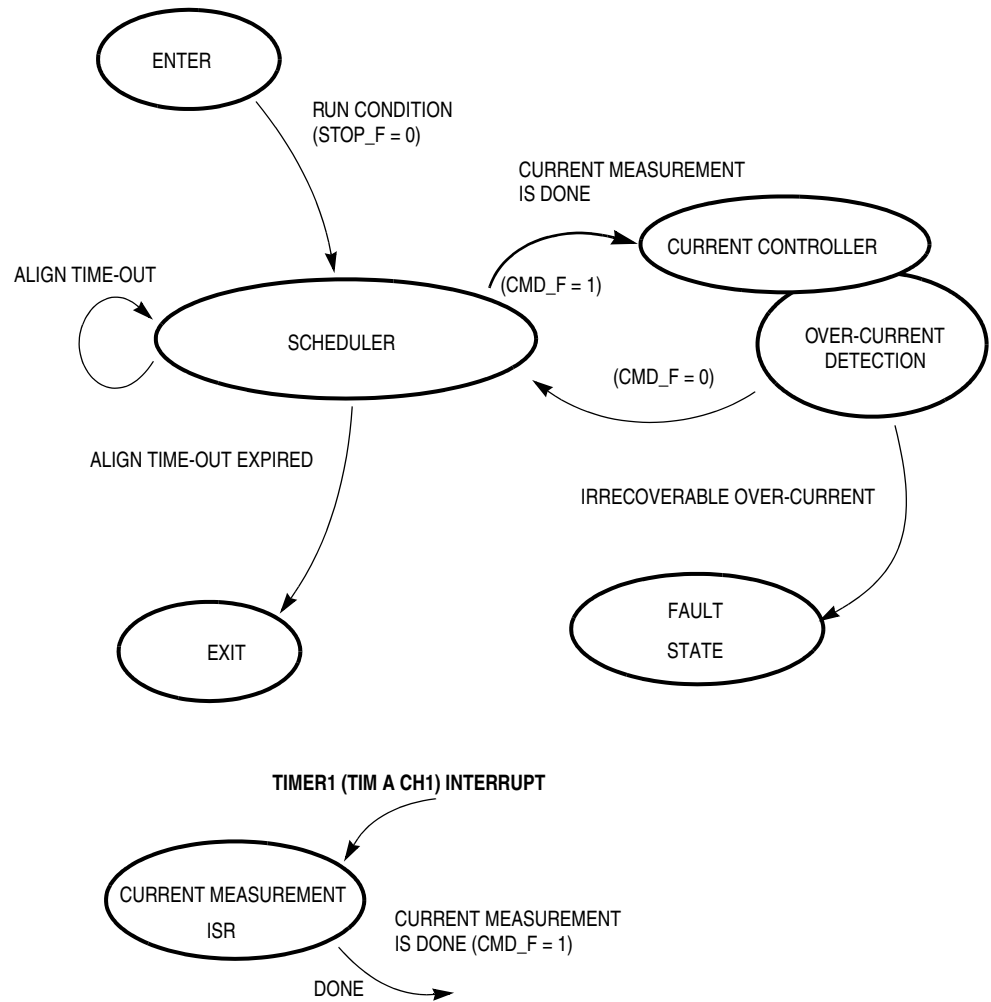 ENTER
RUN CONDITION
(STOP_F = 0)
CURRENT MEASUREMENT
IS DONE
CURRENT CONTROLLER
ALIGN TIME-OUT
(CMD_F = 1)
SCHEDULER
OVER-CURRENT
DETECTION
(CMD_F = 0)
ALIGN TIME-OUT EXPIRED
IRRECOVERABLE OVER-CURRENT
FAULT
STATE
EXIT
TIMER1 (TIM A CH1) INTERRUPT
CURRENT MEASUREMENT
ISR
CURRENT MEASUREMENT
IS DONE (CMD_F = 1)
DONE